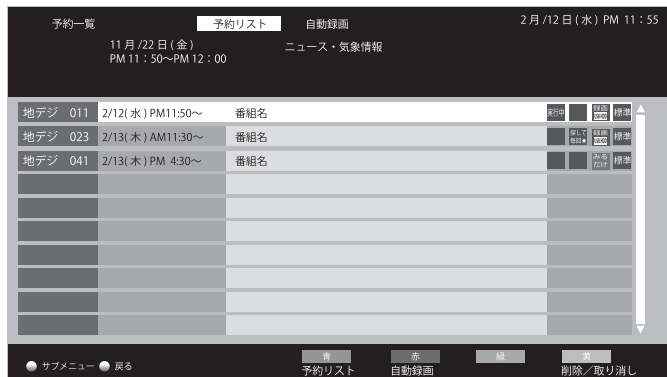 予約一覧 予約リスト 自動録画 2月/12日(水) PM 11:55
11月/22日(金) ニュース・気象情報
PM 11:50〜PM 12:00
地デジ 011 2/12(水)PM11:50〜 番組名 実行中 録画 標準
地デジ 023 2/13(木)AM11:30〜 番組名 探して毎回★ 録画 標準
地デジ 041 2/13(木)PM 4:30〜 番組名 みるだけ 標準
青 赤 緑 黄
サブメニュー 戻る 予約リスト 自動録画 削除/取り消し